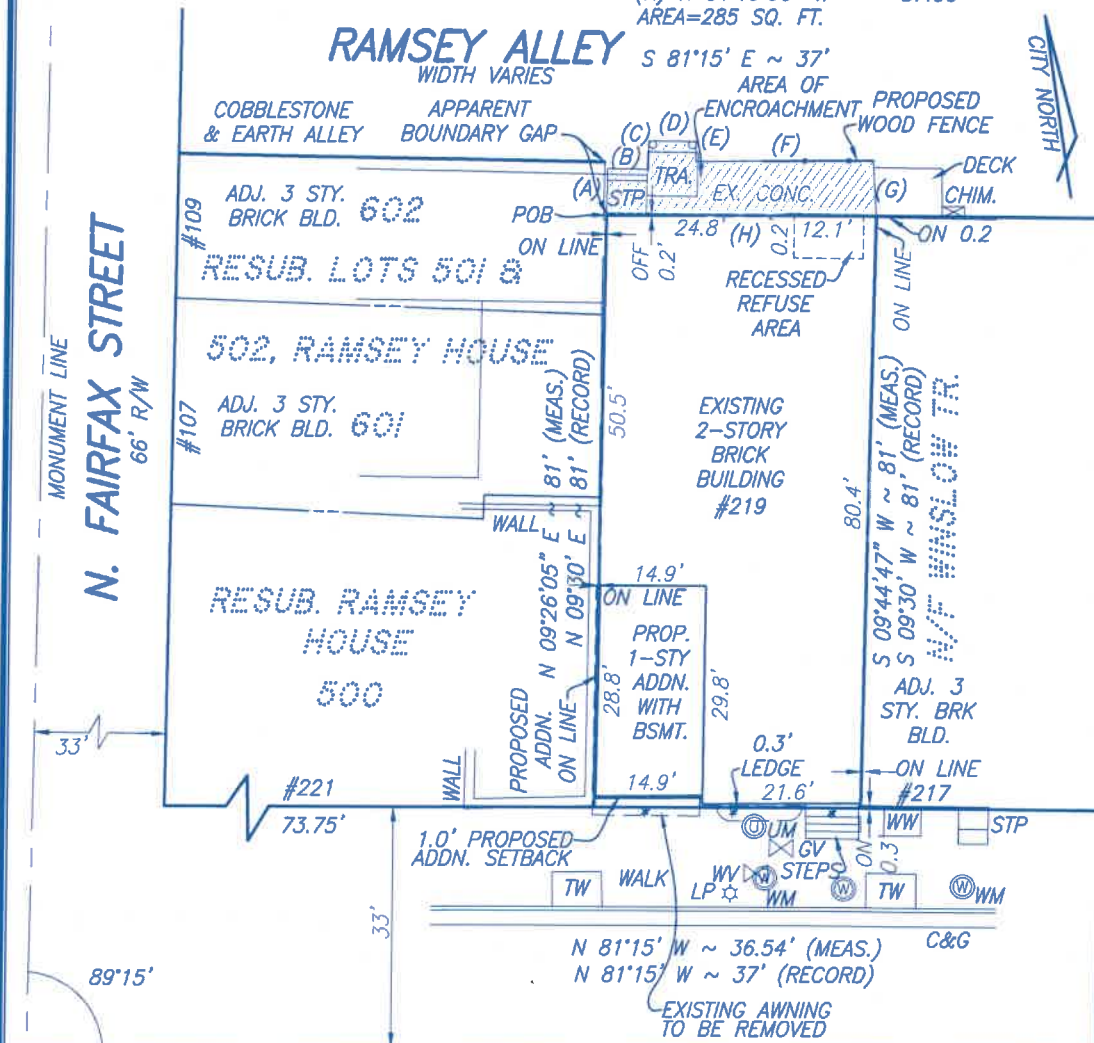 AREA=285 SQ. FT.
RAMSEY ALLEY
WIDTH VARIES
S 81°15' E ~ 37'
AREA OF
ENCROACHMENT
PROPOSED
WOOD FENCE
CITY NORTH
COBBLESTONE
& EARTH ALLEY
APPARENT
BOUNDARY GAP
(A)
(B)
(C)
(D)
(E)
(F)
(G)
DECK
CHIM.
STP
TRA.
EX. CONC.
POB
ON LINE
24.8'
(H)
0.2'
12.1'
ON 0.2
OFF
0.2'
ON LINE
RECESSED
REFUSE
AREA
#109
ADJ. 3 STY.
BRICK BLD.
602
RESUB. LOTS 501 &
502, RAMSEY HOUSE
#107
ADJ. 3 STY.
BRICK BLD.
601
MONUMENT LINE
N. FAIRFAX STREET
66' R/W
50.5'
N 09°26'05" E ~ 81' (MEAS.)
N 09°30' E ~ 81' (RECORD)
EXISTING
2-STORY
BRICK
BUILDING
#219
80.4'
S 09°44'47" W ~ 81' (MEAS.)
S 09°30' W ~ 81' (RECORD)
N/F WINSLOW TR.
WALL
RESUB. RAMSEY
HOUSE
500
14.9'
ON LINE
PROP.
1-STY
ADDN.
WITH
BSMT.
28.8'
29.8'
14.9'
PROPOSED
ADDN.
ON LINE
WALL
0.3'
LEDGE
21.6'
ADJ. 3
STY. BRK
BLD.
ON LINE
#217
33'
#221
73.75'
1.0' PROPOSED
ADDN. SETBACK
UM
GV
STEPS
ON
0.3
WW
STP
TW
WALK
WV
LP
WM
TW
WM
C&G
33'
N 81°15' W ~ 36.54' (MEAS.)
N 81°15' W ~ 37' (RECORD)
89°15'
EXISTING AWNING
TO BE REMOVED